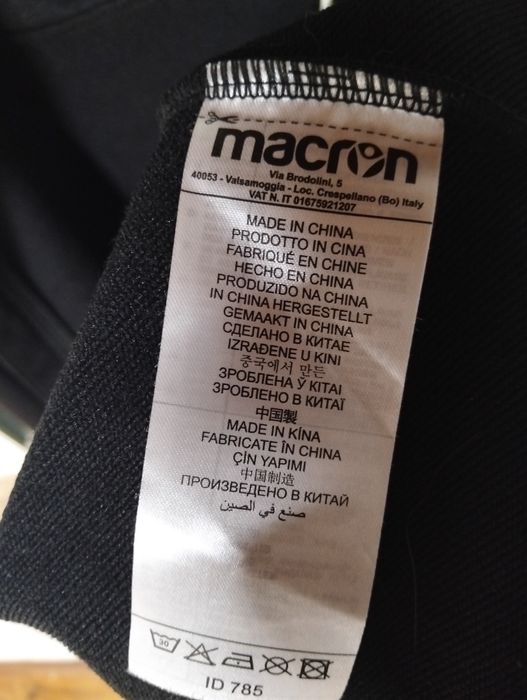 macron
Via Brodolini, 5
40053 - Valsamoggia - Loc. Crespellano (Bo) Italy
VAT N. IT 01675921207
MADE IN CHINA
PRODOTTO IN CINA
FABRIQUÉ EN CHINE
HECHO EN CHINA
PRODUZIDO NA CHINA
IN CHINA HERGESTELLT
GEMAAKT IN CHINA
СДЕЛАНО В КИТАЕ
IZRAĐENE U KINI
중국에서 만든
ЗРОБЛЕНА Ў КІТАІ
ЗРОБЛЕНО В КИТАЇ
中国製
MADE IN KÍNA
FABRICATE ÎN CHINA
ÇİN YAPIMI
中国制造
ПРОИЗВЕДЕНО В КИТАЙ
صنع في الصين
30
ID 785